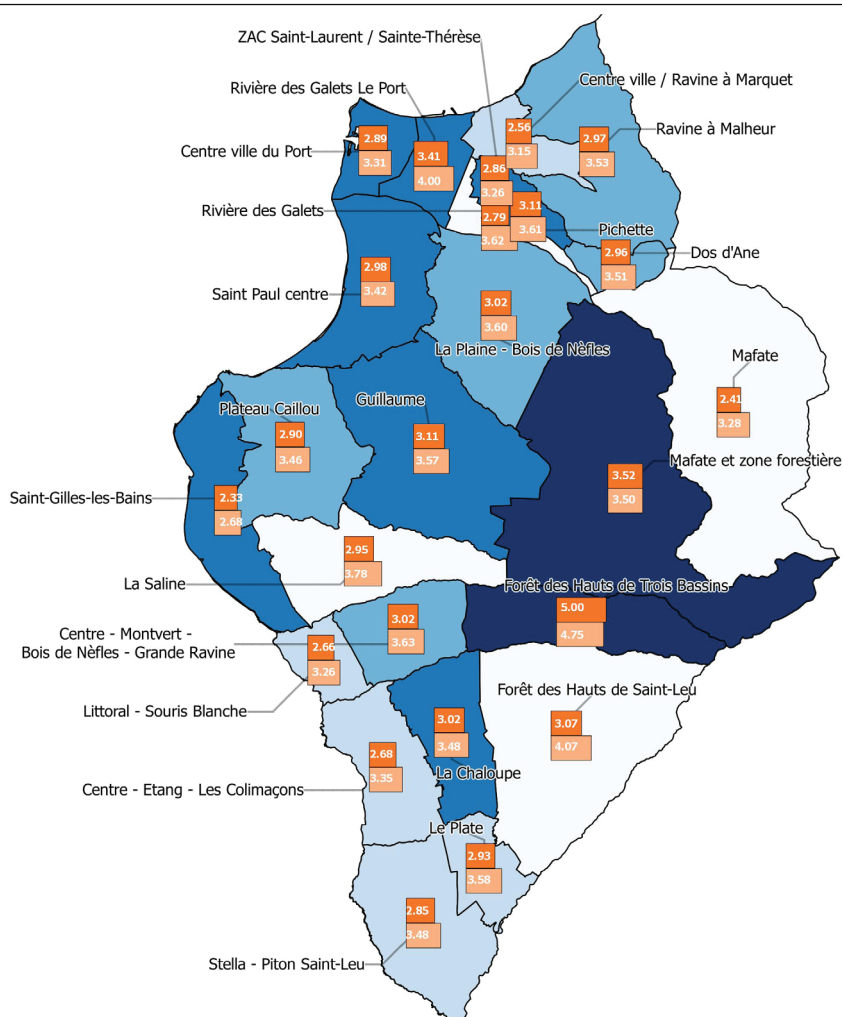 ZAC Saint-Laurent / Sainte-Thérèse
Centre ville / Ravine à Marquet
Rivière des Galets Le Port
2.56
3.15
Ravine à Malheur
2.97
3.53
Centre ville du Port
2.89
3.31
3.41
4.00
2.86
3.26
Rivière des Galets
2.79
3.62
3.11
3.61
Pichette
Dos d'Ane
2.96
3.51
Saint Paul centre
2.98
3.42
3.02
3.60
La Plaine - Bois de Nèfles
Mafate
2.41
3.28
Guillaume
3.11
3.57
Plateau Caillou
2.90
3.46
Mafate et zone forestière
3.52
3.50
Saint-Gilles-les-Bains
2.33
2.68
La Saline
2.95
3.78
Forêt des Hauts de Trois Bassins
5.00
4.75
Centre - Montvert -
Bois de Nèfles - Grande Ravine
3.02
3.63
2.66
3.26
Littoral - Souris Blanche
Forêt des Hauts de Saint-Leu
3.07
4.07
3.02
3.48
La Chaloupe
2.68
3.35
Centre - Etang - Les Colimaçons
Le Plate
2.93
3.58
2.85
3.48
Stella - Piton Saint-Leu